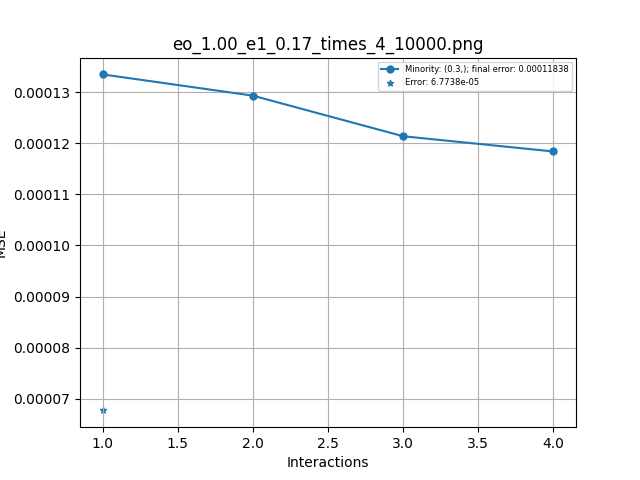 eo_1.00_e1_0.17_times_4_10000.png
Minority: (0.3,); final error: 0.00011838
Error: 6.7738e-05
0.00013
0.00012
0.00011
0.00010
0.00009
0.00008
0.00007
MSE
1.0 1.5 2.0 2.5 3.0 3.5 4.0
Interactions